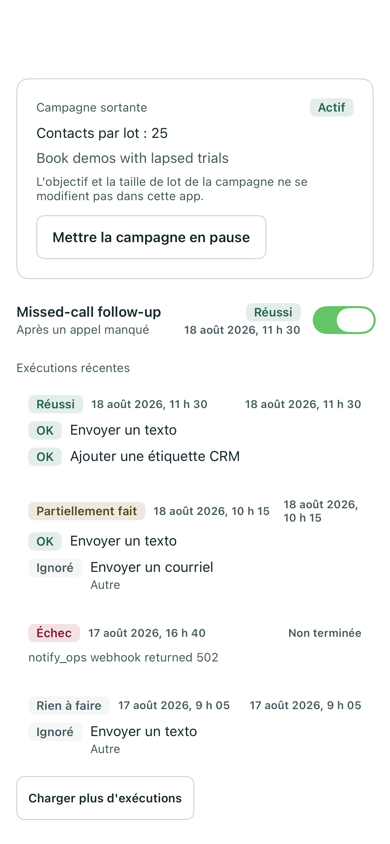 Campagne sortante Actif
Contacts par lot : 25
Book demos with lapsed trials
L'objectif et la taille de lot de la campagne ne se
modifient pas dans cette app.
Mettre la campagne en pause
Missed-call follow-up Réussi
Après un appel manqué 18 août 2026, 11 h 30
Exécutions récentes
Réussi 18 août 2026, 11 h 30 18 août 2026, 11 h 30
OK Envoyer un texto
OK Ajouter une étiquette CRM
Partiellement fait 18 août 2026, 10 h 15 18 août 2026,
10 h 15
OK Envoyer un texto
Ignoré Envoyer un courriel
Autre
Échec 17 août 2026, 16 h 40 Non terminée
notify_ops webhook returned 502
Rien à faire 17 août 2026, 9 h 05 17 août 2026, 9 h 05
Ignoré Envoyer un texto
Autre
Charger plus d'exécutions